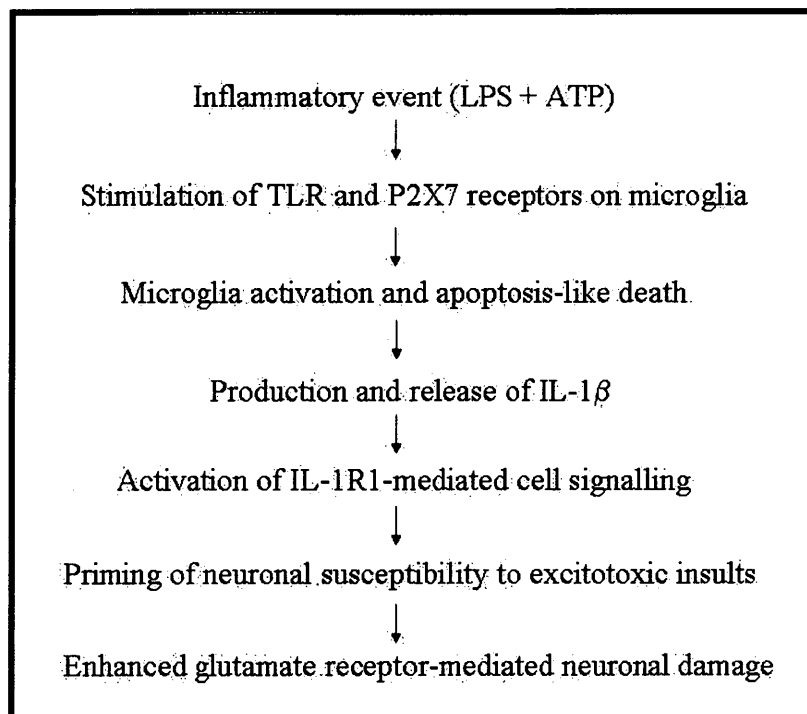 Inflammatory event (LPS + ATP)
Stimulation of TLR and P2X7 receptors on microglia
Microglia activation and apoptosis-like death
Production and release of IL-1β
Activation of IL-1R1-mediated cell signalling
Priming of neuronal susceptibility to excitotoxic insults
Enhanced glutamate receptor-mediated neuronal damage